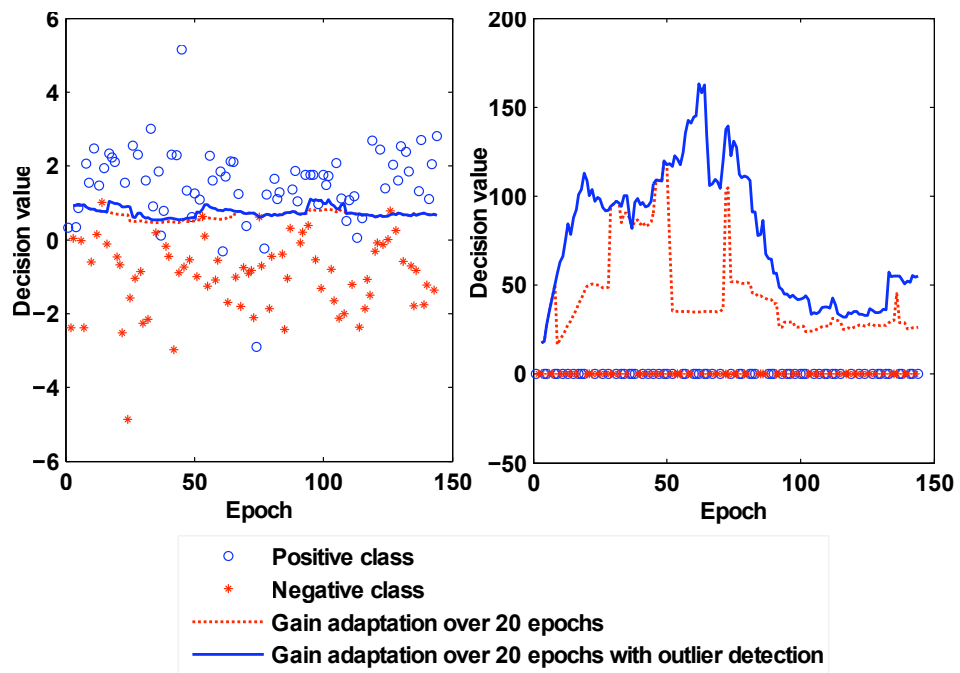 6
4
2
0
−2
−4
−6
0
50
100
150
Decision value
Epoch
200
150
100
50
0
−50
0
50
100
150
Decision value
Epoch
Positive class
Negative class
Gain adaptation over 20 epochs
Gain adaptation over 20 epochs with outlier detection